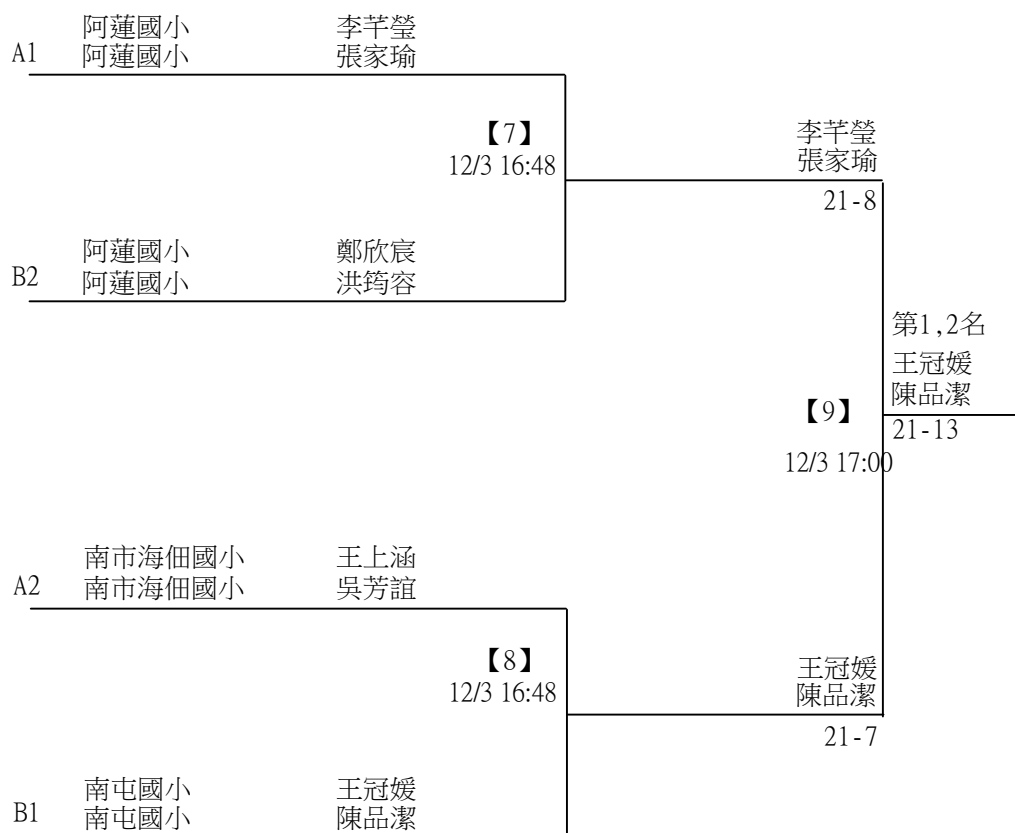 阿蓮國小 李芊瑩
A1 阿蓮國小 張家瑜
【7】
12/3 16:48
李芊瑩
張家瑜
21-8
阿蓮國小 鄭欣宸
B2 阿蓮國小 洪筠容
第1,2名
王冠媛
陳品潔
【9】
21-13
12/3 17:00
南市海佃國小 王上涵
A2 南市海佃國小 吳芳誼
【8】
12/3 16:48
王冠媛
陳品潔
21-7
南屯國小 王冠媛
B1 南屯國小 陳品潔